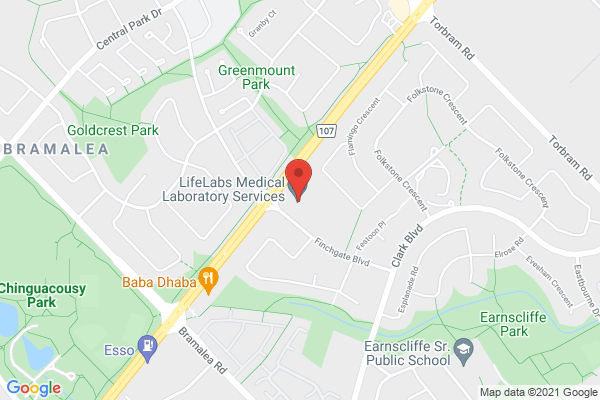 Central Park Dr
Granby Ct
Torbram Rd
Greenmount
Park
107
Flamingo Crescent
Folkstone Crescent
Goldcrest Park
BRAMALEA
Torbram Rd
Folkstone Crescent
Folkstone Crescent
LifeLabs Medical
Laboratory Services
Festoon Pl
Clark Blvd
Finchgate Blvd
Elrose Rd
Eastbourne Dr
Evesham Crescent
Esplanade Rd
Baba Dhaba
Chinguacousy
Park
Earnscliffe
Park
Esso
Bramalea Rd
Earnscliffe Sr.
Public School
Google
Map data ©2021 Google